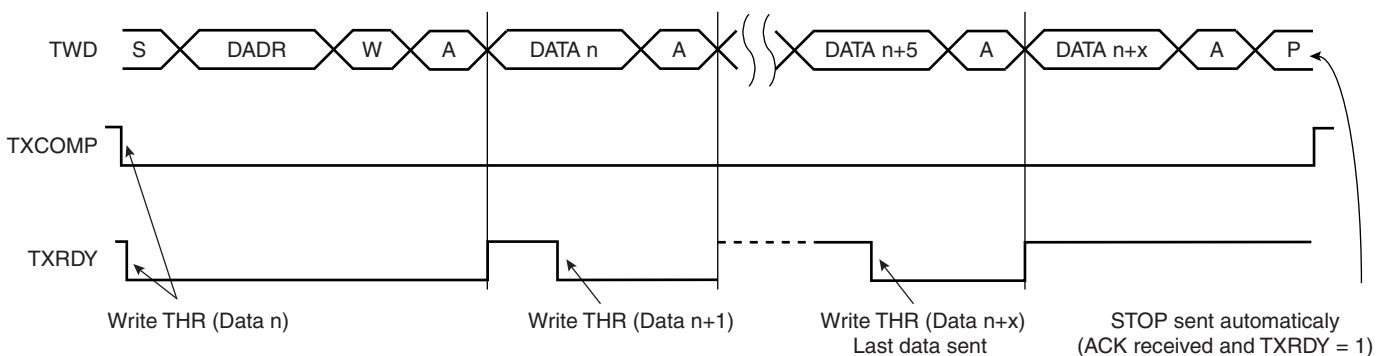 TWD S DADR W A DATA n A DATA n+5 A DATA n+x A P
TXCOMP
TXRDY
Write THR (Data n)
Write THR (Data n+1)
Write THR (Data n+x)
Last data sent
STOP sent automaticaly
(ACK received and TXRDY = 1)